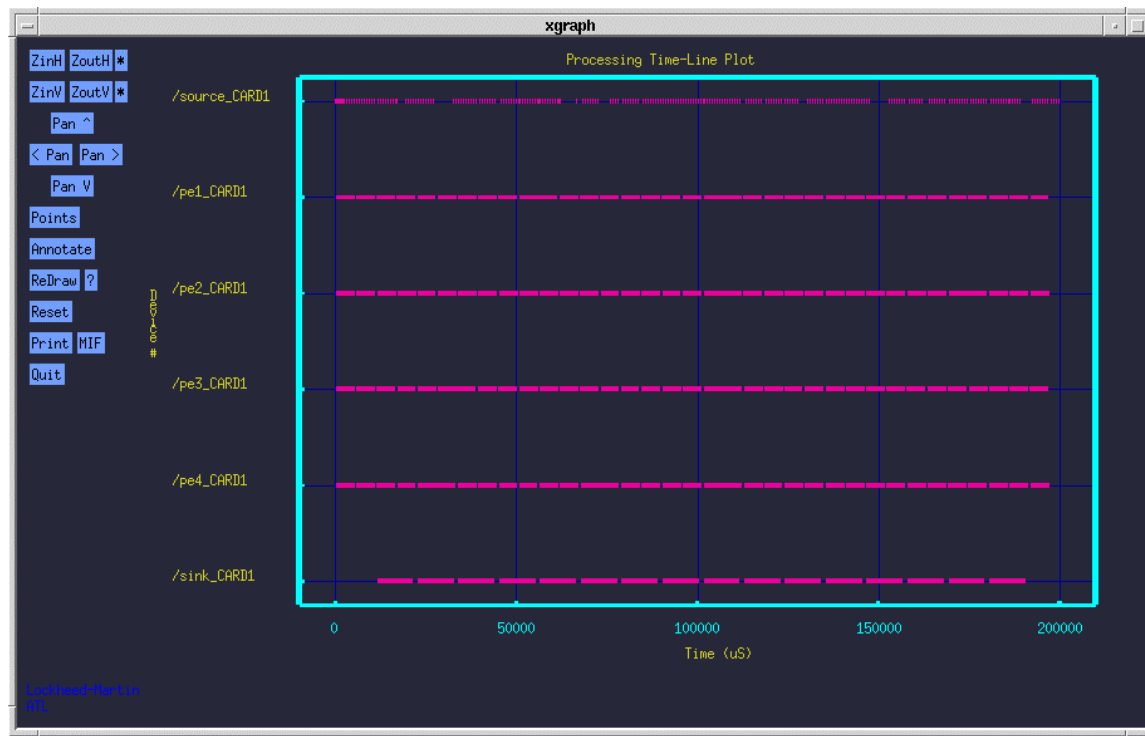 xgraph
ZinH ZoutH *
Processing Time-Line Plot
ZinV ZoutV *
/source_CARD1
Pan ^
< Pan Pan >
Pan V
/pe1_CARD1
Points
Annotate
ReDraw ?
/pe2_CARD1
Device #
Reset
Print MIF
Quit
/pe3_CARD1
/pe4_CARD1
/sink_CARD1
0 50000 100000 150000 200000
Time (uS)
Lockheed-Martin
ATL